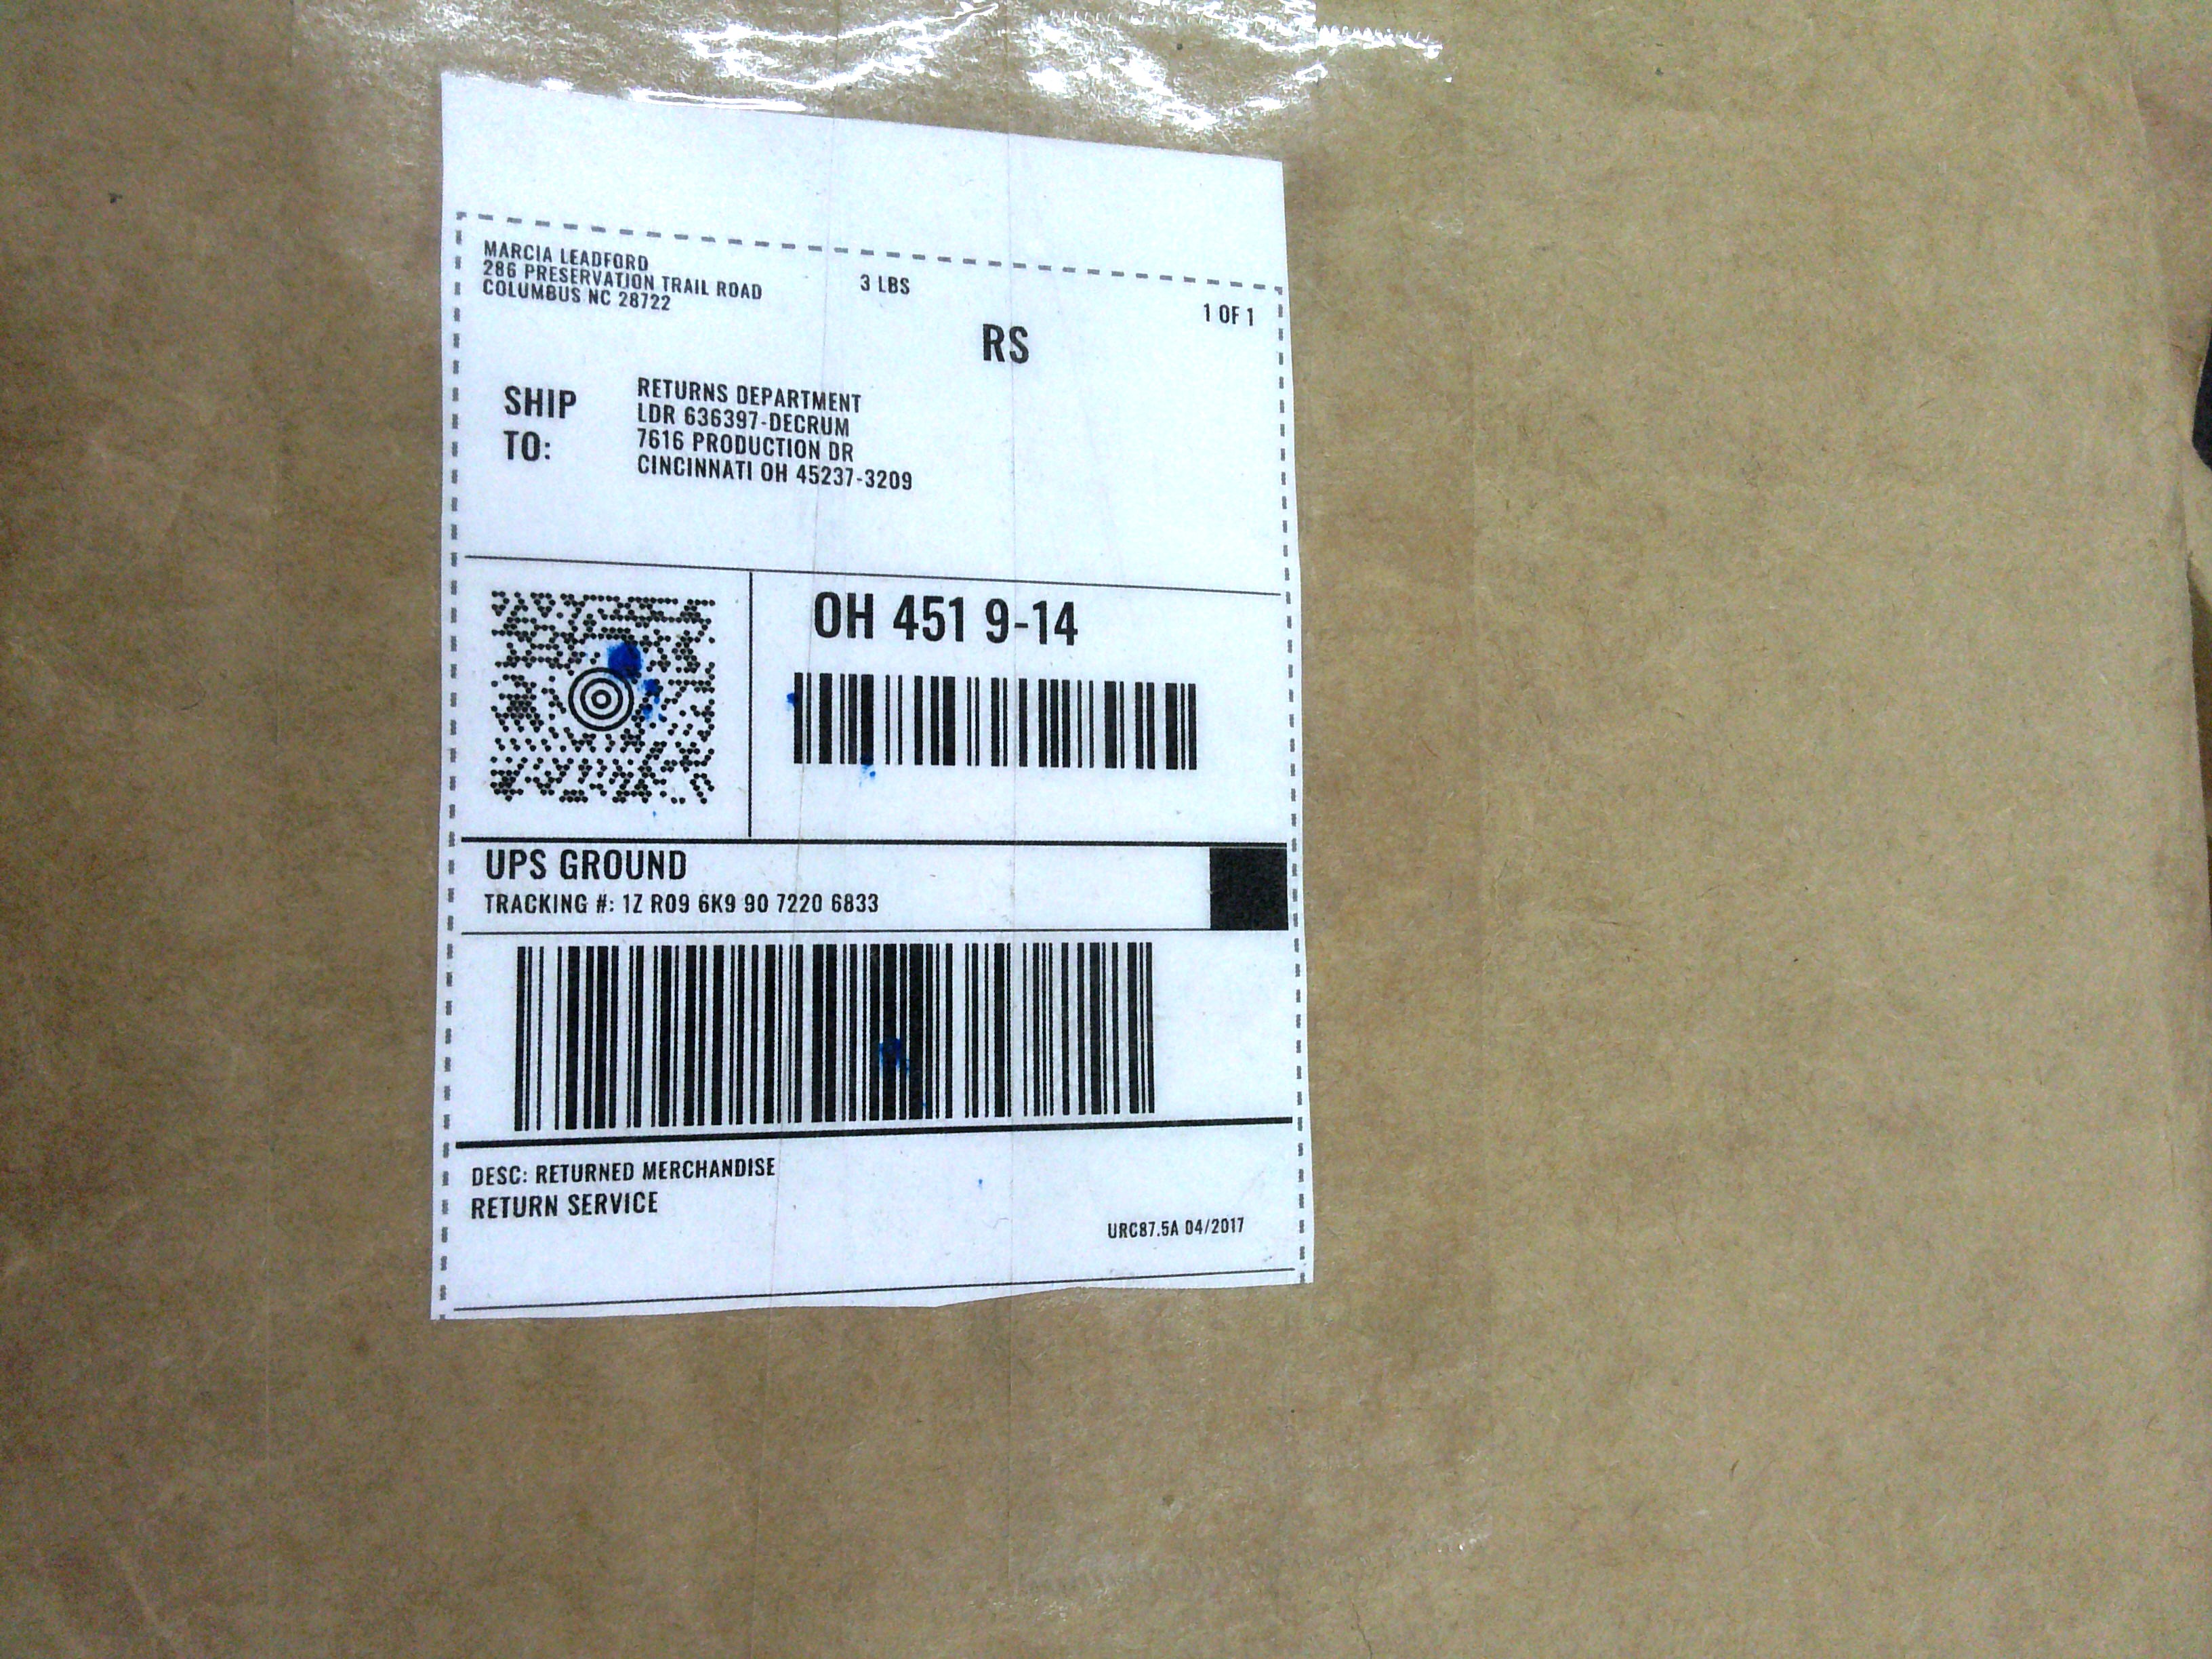 MARCIA LEADFORD
286 PRESERVATION TRAIL ROAD
COLUMBUS NC 28722
3 LBS
1 OF 1
RS
SHIP
TO:
RETURNS DEPARTMENT
LDR 636397-DECRUM
7616 PRODUCTION DR
CINCINNATI OH 45237-3209
OH 451 9-14
UPS GROUND
TRACKING #: 1Z R09 6K9 90 7220 6833
DESC: RETURNED MERCHANDISE
RETURN SERVICE
URC87.5A 04/2017